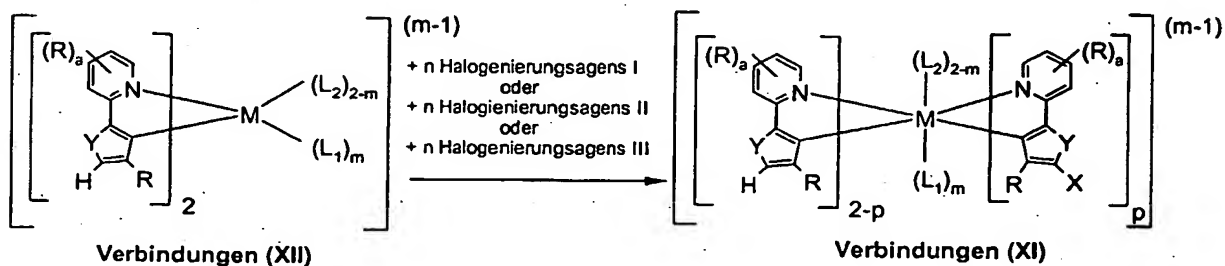 (m-1)
(R)a
N
(L2)2-m
M
(L1)m
Y
H
R
2
+ n Halogenierungsagens I
oder
+ n Halogienierungsagens II
oder
+ n Halogenierungsagens III
(m-1)
(R)a
N
(L2)2-m
M
(L1)m
Y
H
R
2-p
(R)a
N
Y
R
X
p
Verbindungen (XII)
Verbindungen (XI)